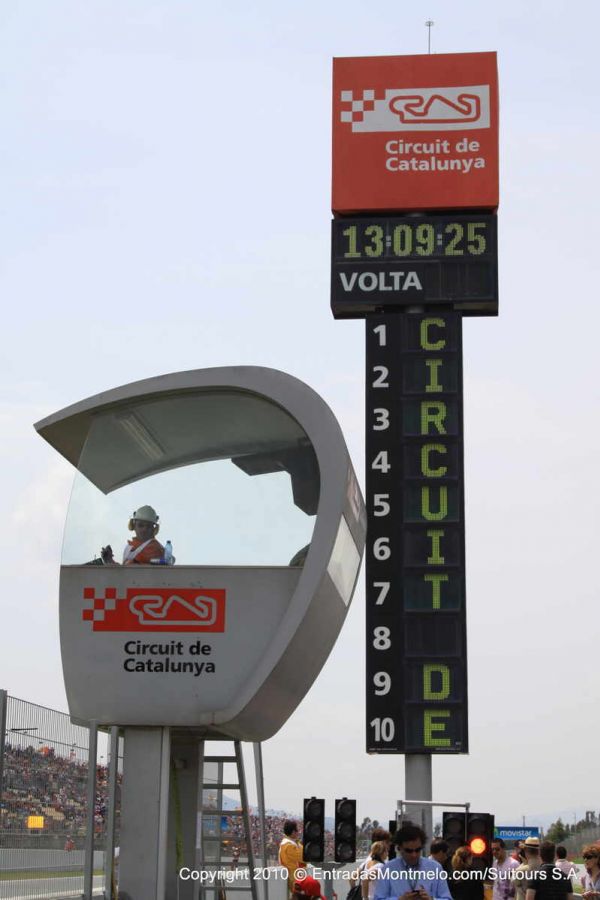 Circuit de
Catalunya
13:09:25
VOLTA
1 C
2 I
3 R
4 C
5 U
6 I
7 T
8
9 D
10 E
Circuit de
Catalunya
movistar
Copyright 2010 © EntradasMontmelo.com/Suitours S.A.